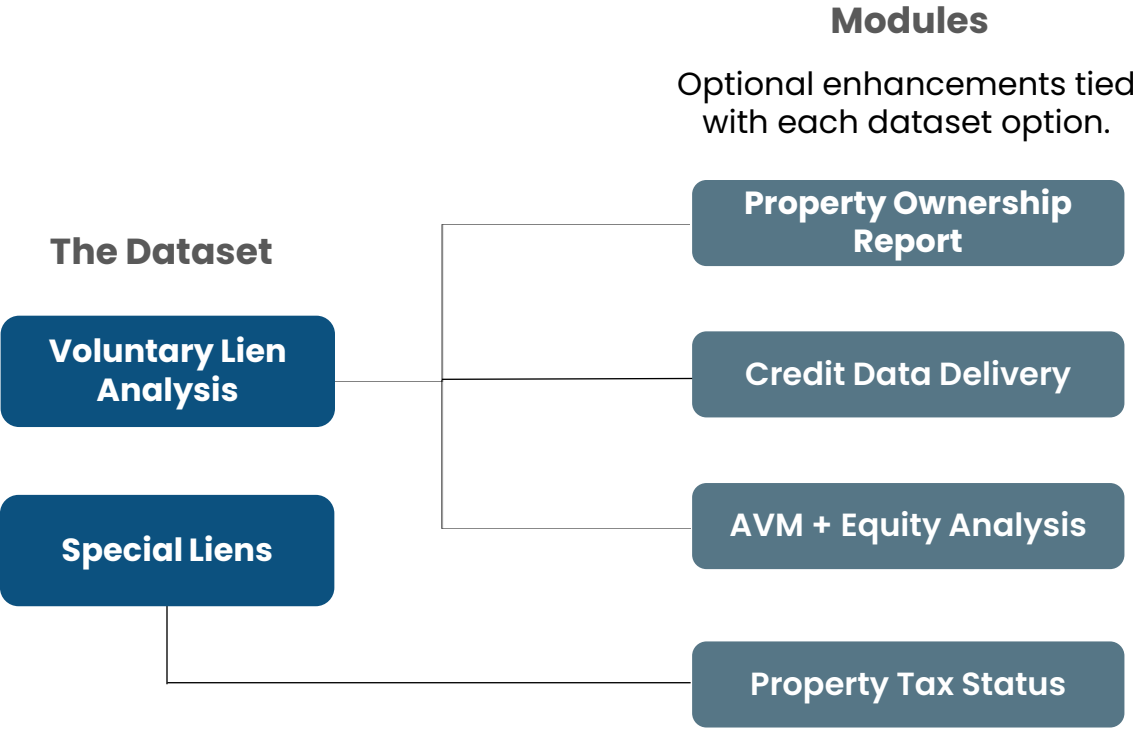 Modules
Optional enhancements tied
with each dataset option.
The Dataset
Voluntary Lien
Analysis
Special Liens
Property Ownership
Report
Credit Data Delivery
AVM + Equity Analysis
Property Tax Status